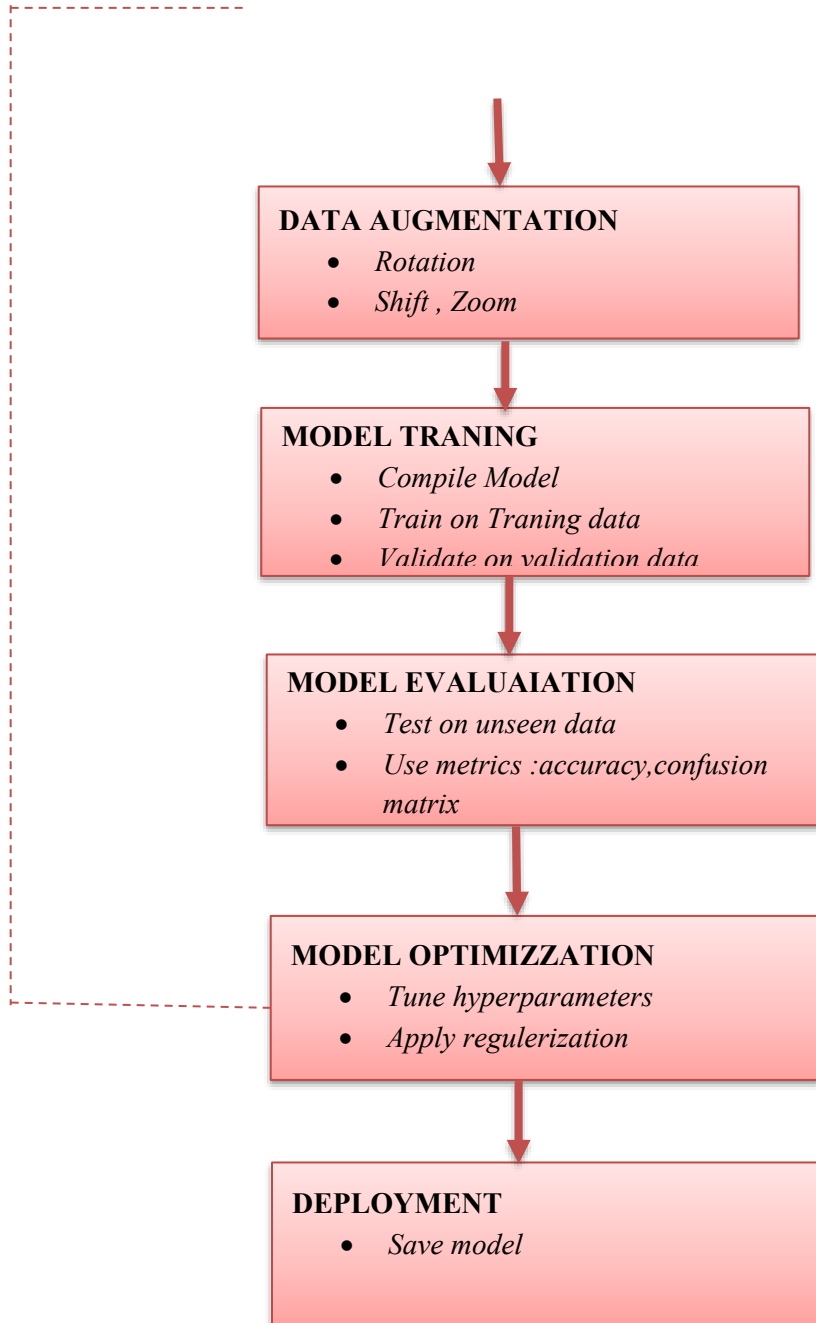 DATA AUGMENTATION
• Rotation
• Shift , Zoom
MODEL TRANING
• Compile Model
• Train on Traning data
• Validate on validation data
MODEL EVALUAIATION
• Test on unseen data
• Use metrics :accuracy,confusion
matrix
MODEL OPTIMIZZATION
• Tune hyperparameters
• Apply regulerization
DEPLOYMENT
• Save model